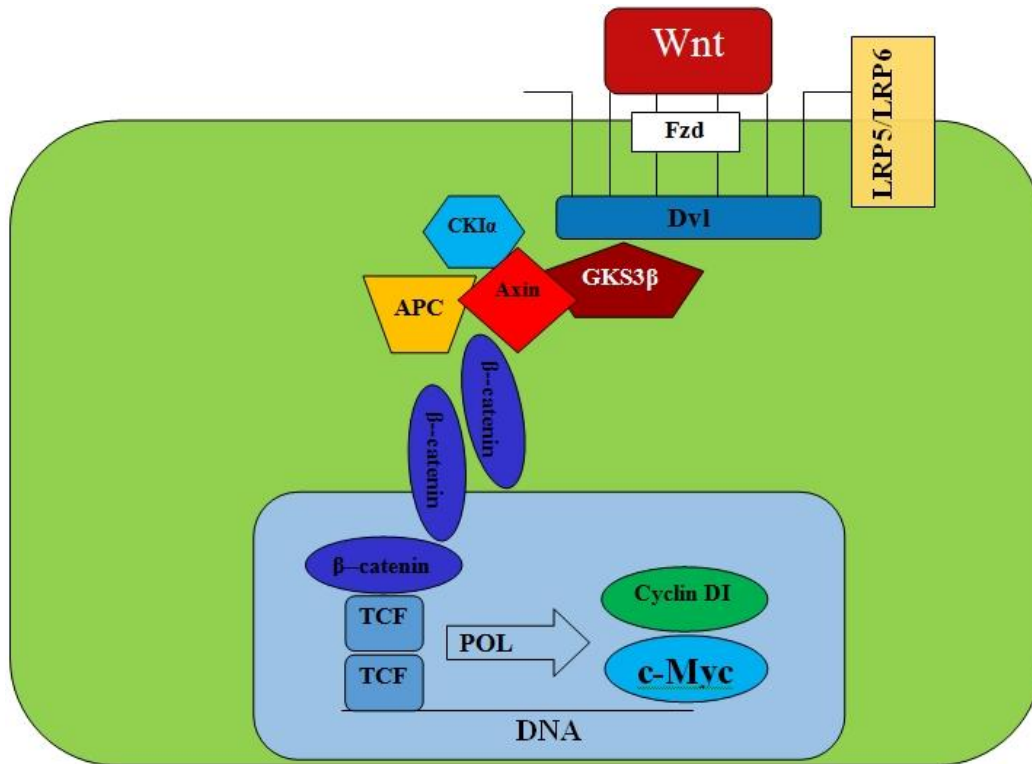 Wnt
LRP5/LRP6
Fzd
Dvl
CKIα
GKS3β
Axin
APC
β--catenin
β--catenin
β–catenin
Cyclin DI
TCF
POL
c-Myc
TCF
DNA